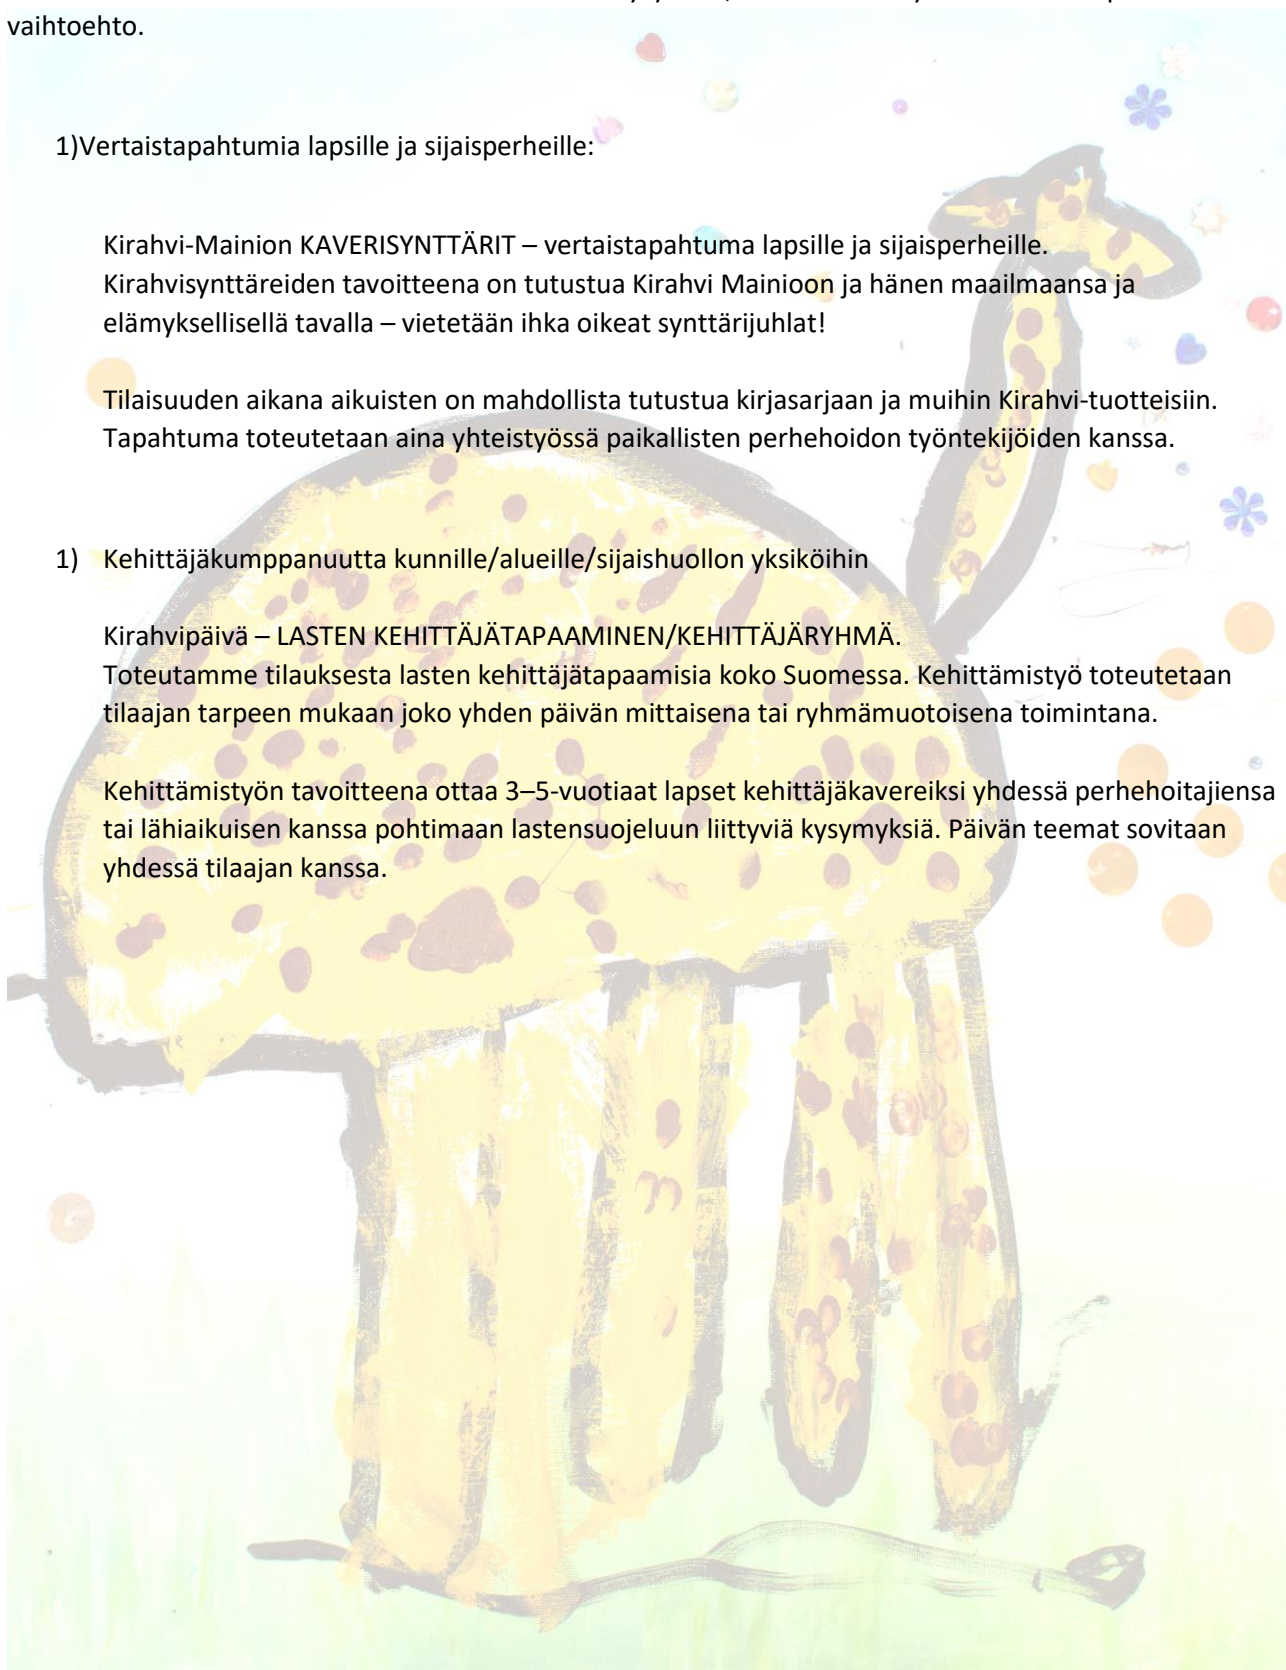 vaihtoehto.
1)Vertaistapahtumia lapsille ja sijaisperheille:
Kirahvi-Mainion KAVERISYNTTÄRIT – vertaistapahtuma lapsille ja sijaisperheille.
Kirahvisynttäreiden tavoitteena on tutustua Kirahvi Mainioon ja hänen maailmaansa ja
elämyksellisellä tavalla – vietetään ihka oikeat synttärijuhlat!
Tilaisuuden aikana aikuisten on mahdollista tutustua kirjasarjaan ja muihin Kirahvi-tuotteisiin.
Tapahtuma toteutetaan aina yhteistyössä paikallisten perhehoidon työntekijöiden kanssa.
1) Kehittäjäkumppanuutta kunnille/alueille/sijaishuollon yksiköihin
Kirahvipäivä – LASTEN KEHITTÄJÄTAPAAMINEN/KEHITTÄJÄRYHMÄ.
Toteutamme tilauksesta lasten kehittäjätapaamisia koko Suomessa. Kehittämistyö toteutetaan
tilaajan tarpeen mukaan joko yhden päivän mittaisena tai ryhmämuotoisena toimintana.
Kehittämistyön tavoitteena ottaa 3–5-vuotiaat lapset kehittäjäkavereiksi yhdessä perhehoitajiensa
tai lähiaikuisen kanssa pohtimaan lastensuojeluun liittyviä kysymyksiä. Päivän teemat sovitaan
yhdessä tilaajan kanssa.